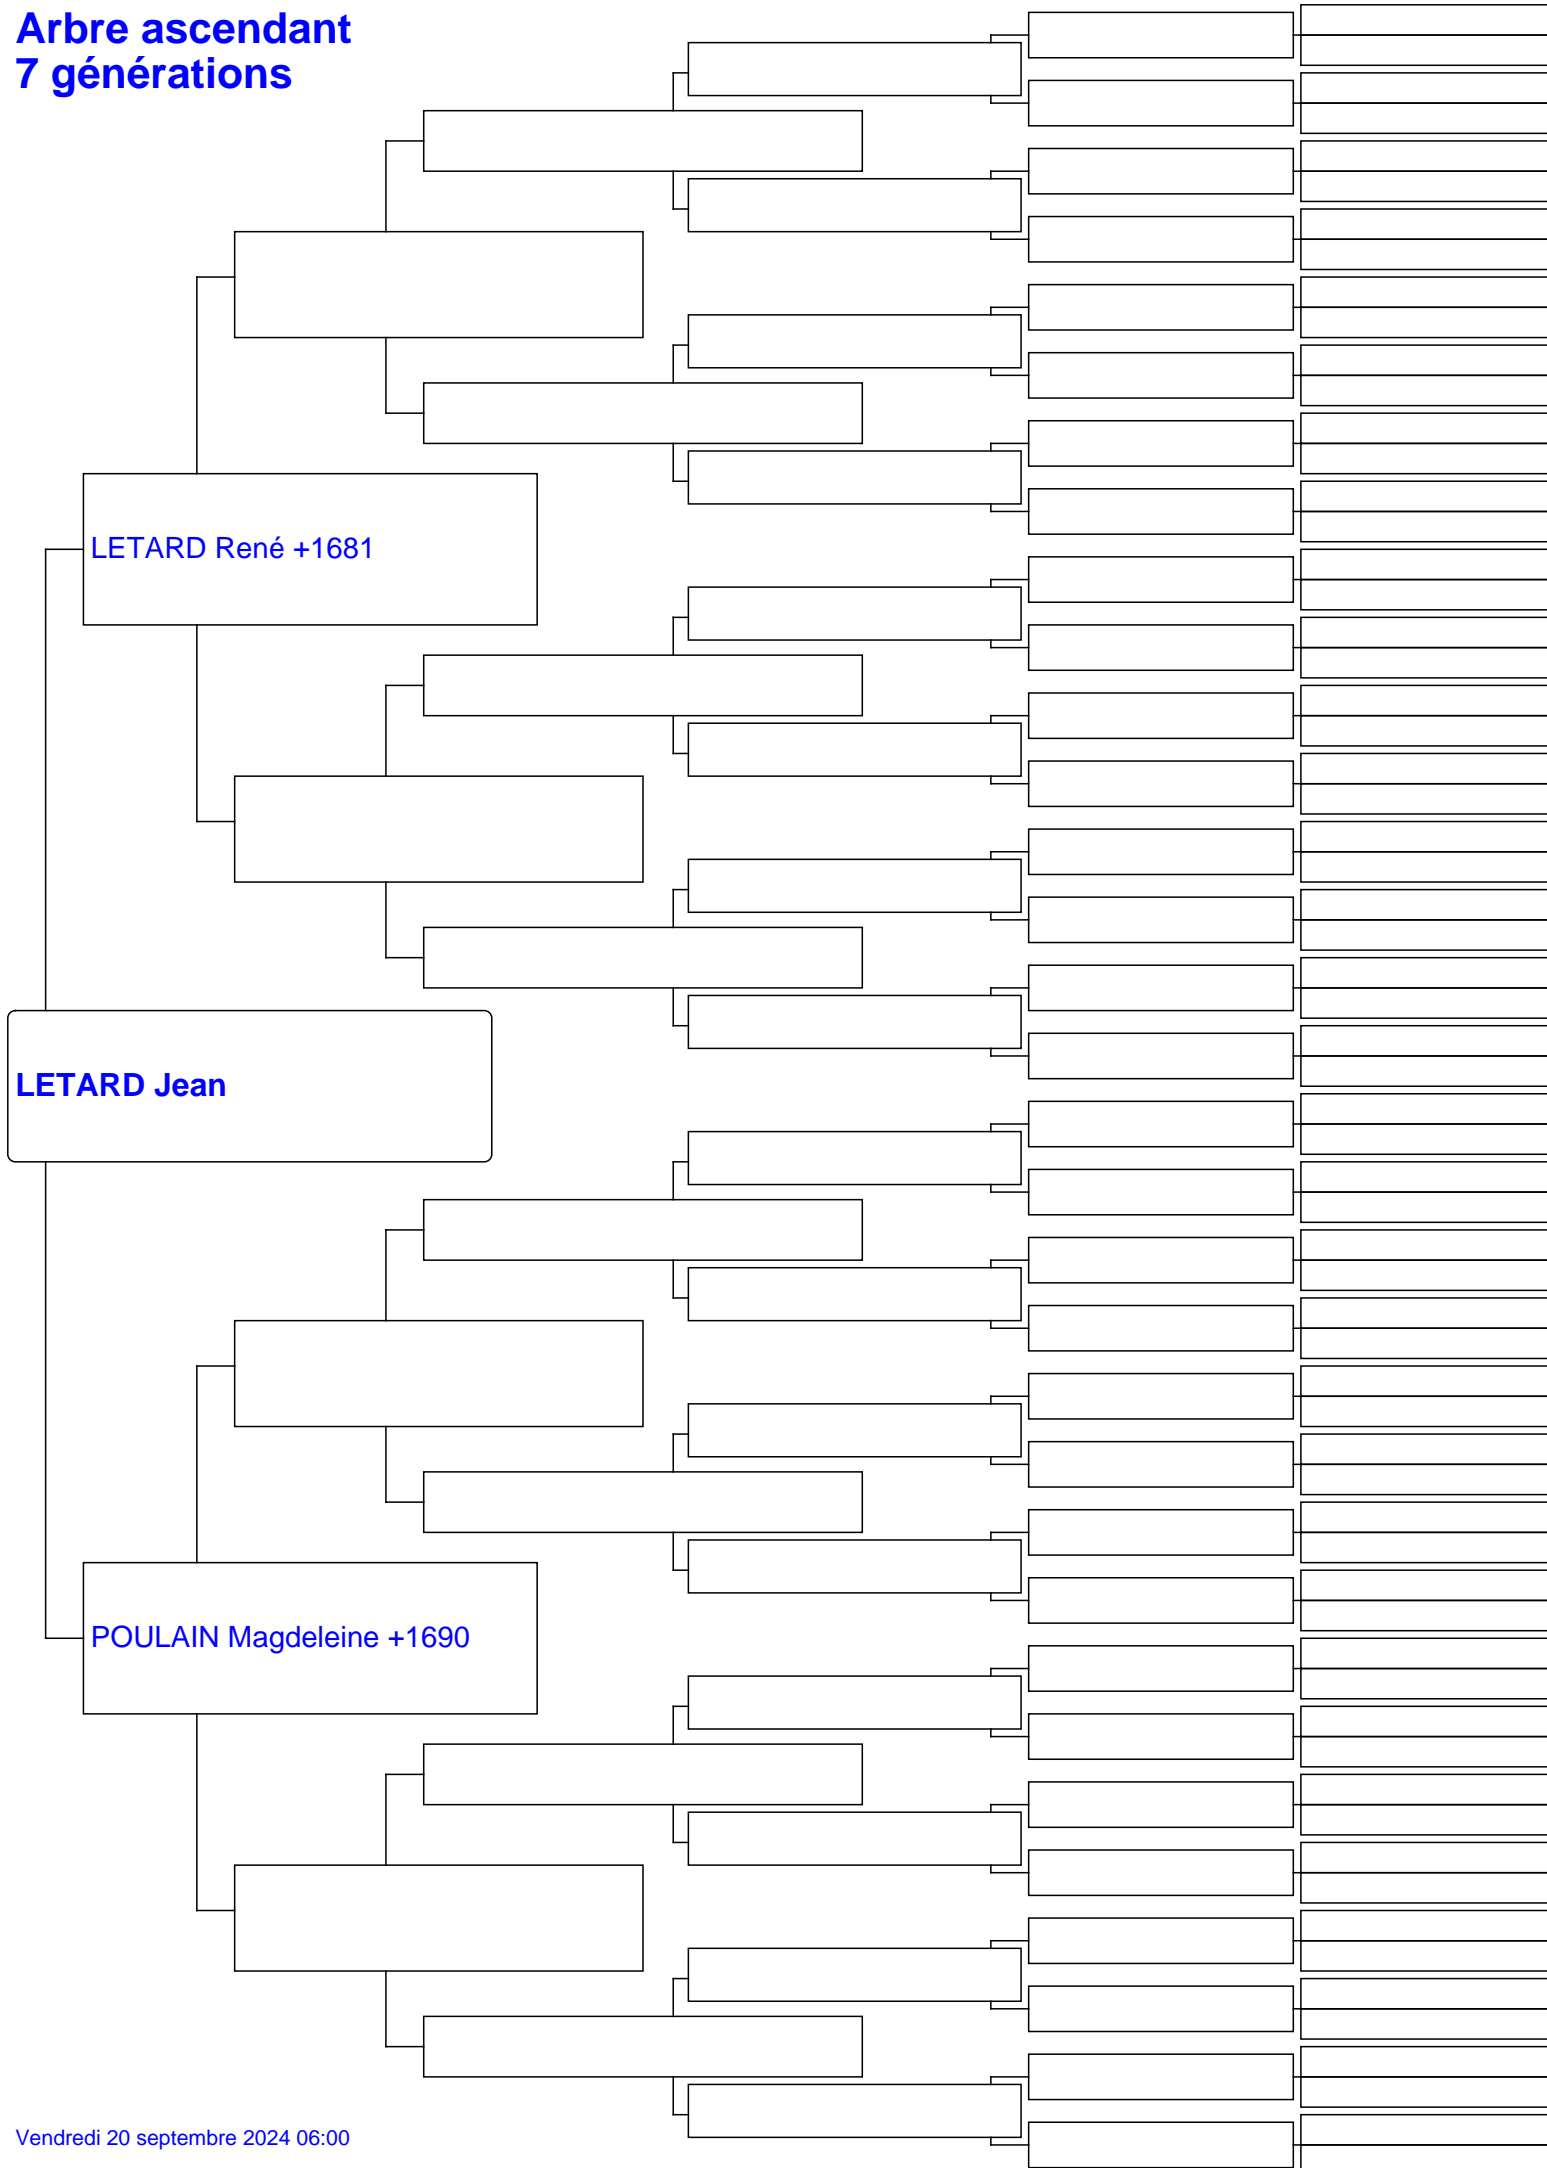 Arbre ascendant
7 générations
LETARD René +1681
LETARD Jean
POULAIN Magdeleine +1690
Vendredi 20 septembre 2024 06:00